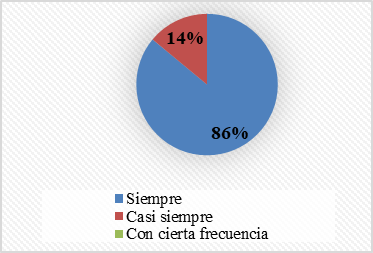 14%
86%
Siempre
Casi siempre
Con cierta frecuencia